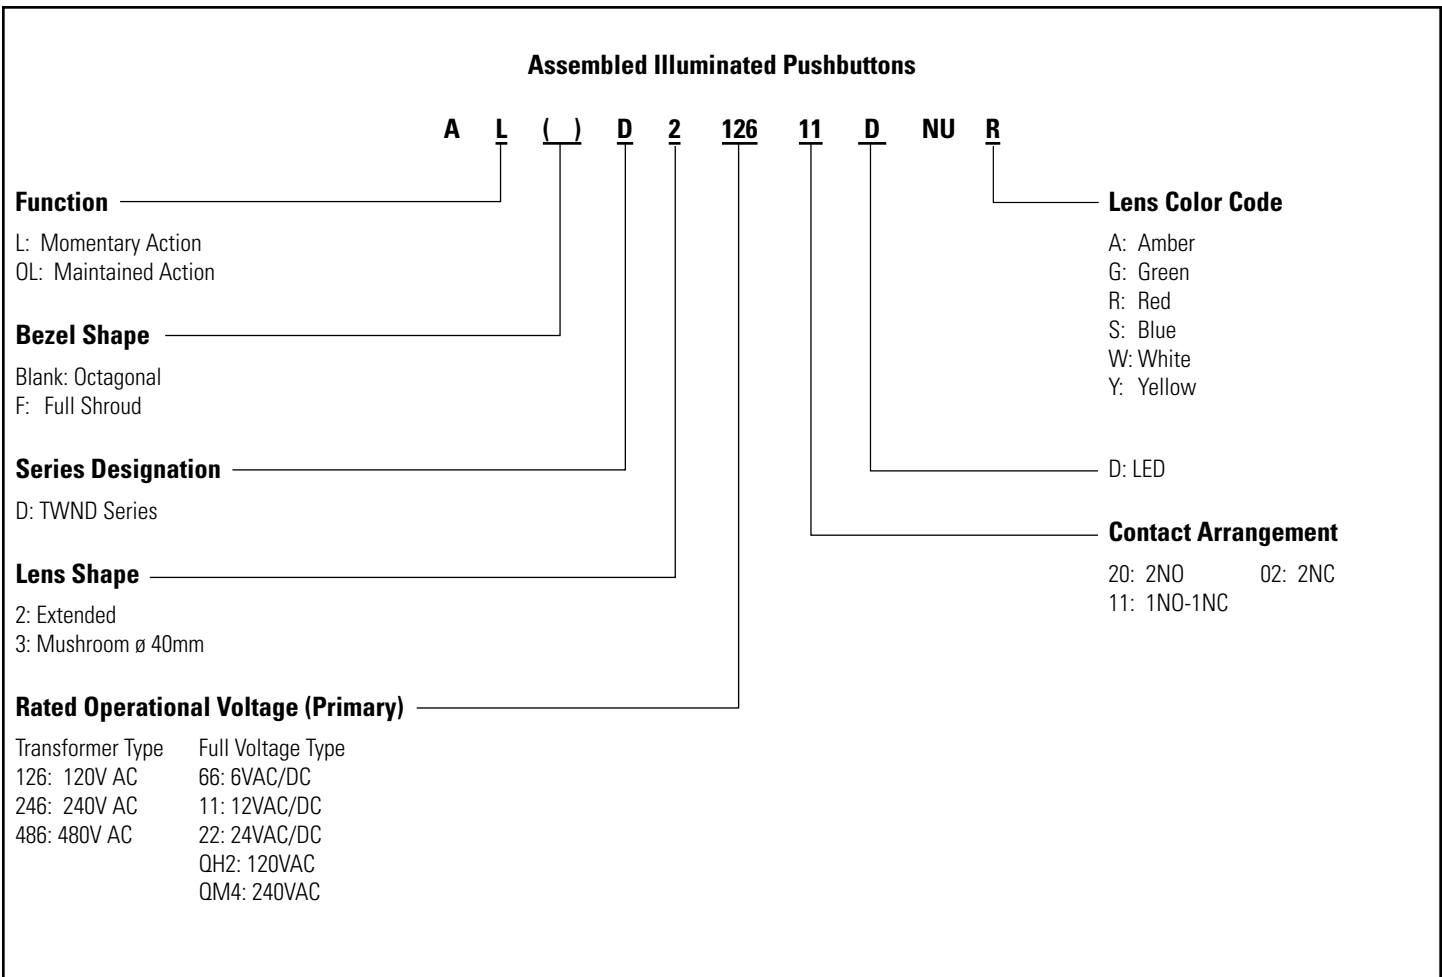 Assembled Illuminated Pushbuttons
A L ( ) D 2 126 11 D NU R
Function
L: Momentary Action
OL: Maintained Action
Bezel Shape
Blank: Octagonal
F: Full Shroud
Series Designation
D: TWND Series
Lens Shape
2: Extended
3: Mushroom ø 40mm
Rated Operational Voltage (Primary)
Transformer Type Full Voltage Type
126: 120V AC 66: 6VAC/DC
246: 240V AC 11: 12VAC/DC
486: 480V AC 22: 24VAC/DC
QH2: 120VAC
QM4: 240VAC
Lens Color Code
A: Amber
G: Green
R: Red
S: Blue
W: White
Y: Yellow
D: LED
Contact Arrangement
20: 2NO 02: 2NC
11: 1NO-1NC